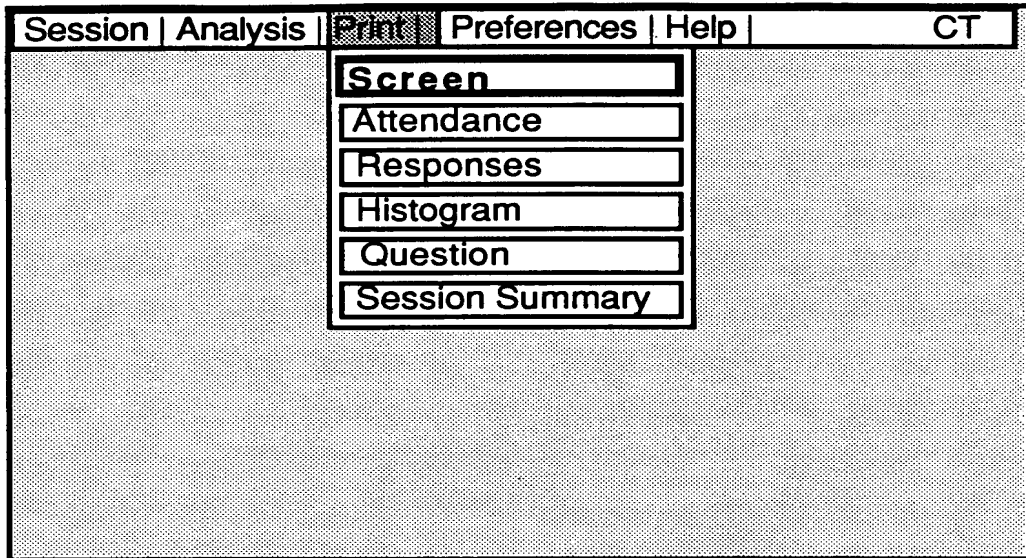 Session | Analysis | Print | Preferences | Help | CT
Screen
Attendance
Responses
Histogram
Question
Session Summary